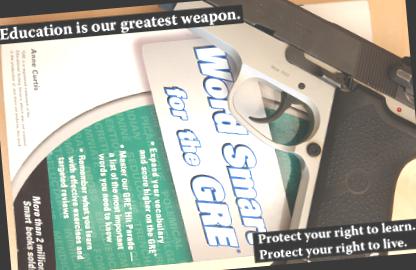 Education is our greatest weapon.
Anne Curtis
Word Smart
for the GRE
• Expand your vocabulary
and score higher on the GRE
• Master our GRE Hit Parade—
a list of the most important
words you need to know
• Remember what you learn
with effective exercises and
targeted reviews
More than 2 million
Smart books sold
Protect your right to learn.
Protect your right to live.